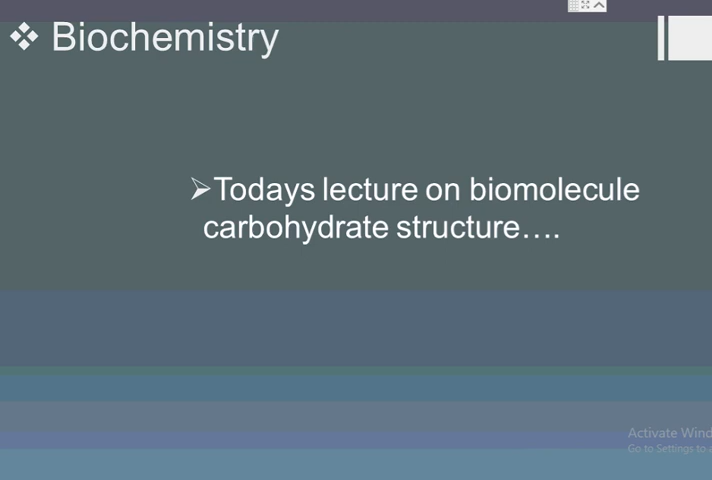 ❖ Biochemistry
➢Todays lecture on biomolecule
carbohydrate structure….
Activate Wind
Go to Settings to a